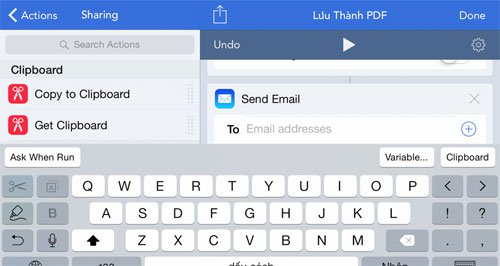 Actions Sharing Lưu Thành PDF Done
Search Actions
Undo
Clipboard
Copy to Clipboard
Get Clipboard
Send Email
To Email addresses
Ask When Run Variable... Clipboard
Q W E R T Y U I O P < >
B A S D F G H J K L ! ?
Z X C V B N M . ,
123 dấu cách Nhập